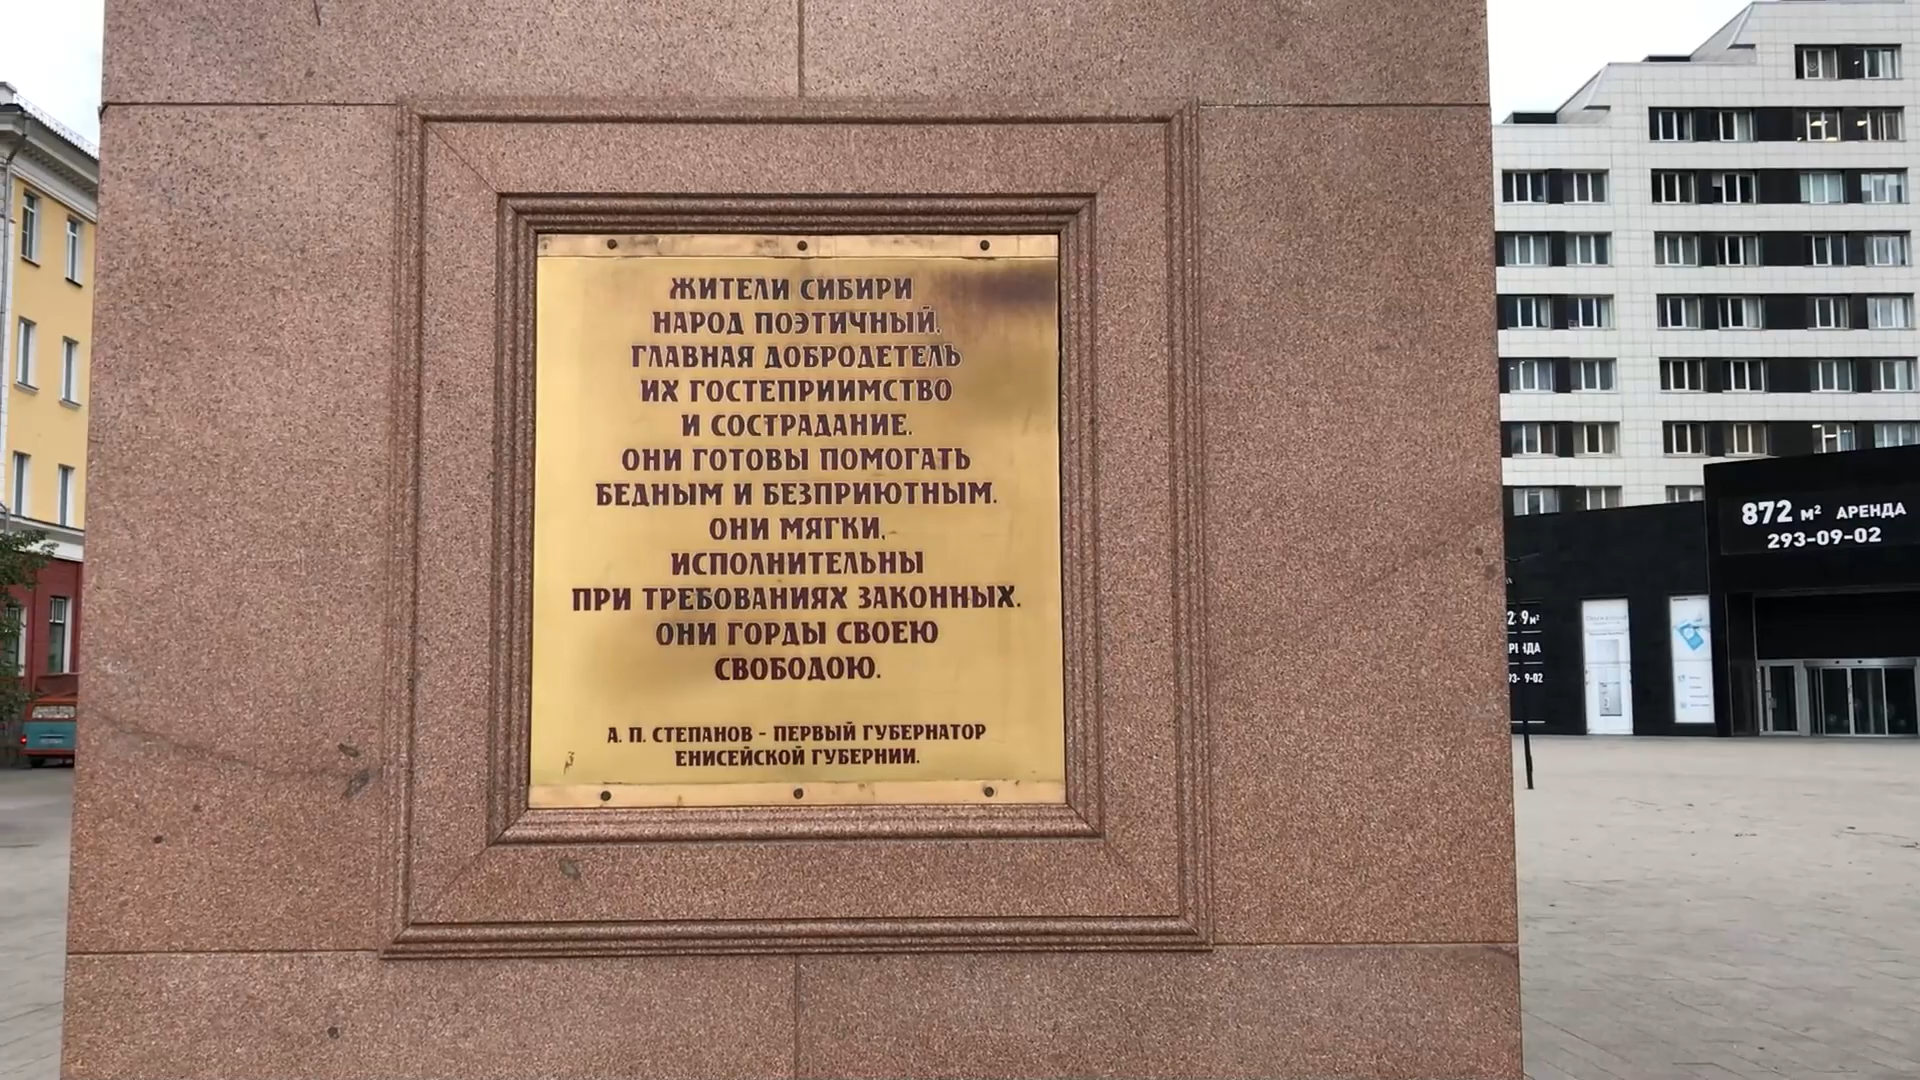 ЖИТЕЛИ СИБИРИ
НАРОД ПОЭТИЧНЫЙ,
ГЛАВНАЯ ДОБРОДЕТЕЛЬ
ИХ ГОСТЕПРИИМСТВО
И СОСТРАДАНИЕ.
ОНИ ГОТОВЫ ПОМОГАТЬ
БЕДНЫМ И БЕЗПРИЮТНЫМ.
ОНИ МЯГКИ,
ИСПОЛНИТЕЛЬНЫ
ПРИ ТРЕБОВАНИЯХ ЗАКОННЫХ.
ОНИ ГОРДЫ СВОЕЮ
СВОБОДОЮ.
А. П. СТЕПАНОВ - ПЕРВЫЙ ГУБЕРНАТОР
ЕНИСЕЙСКОЙ ГУБЕРНИИ.
872 м² АРЕНДА
293-09-02